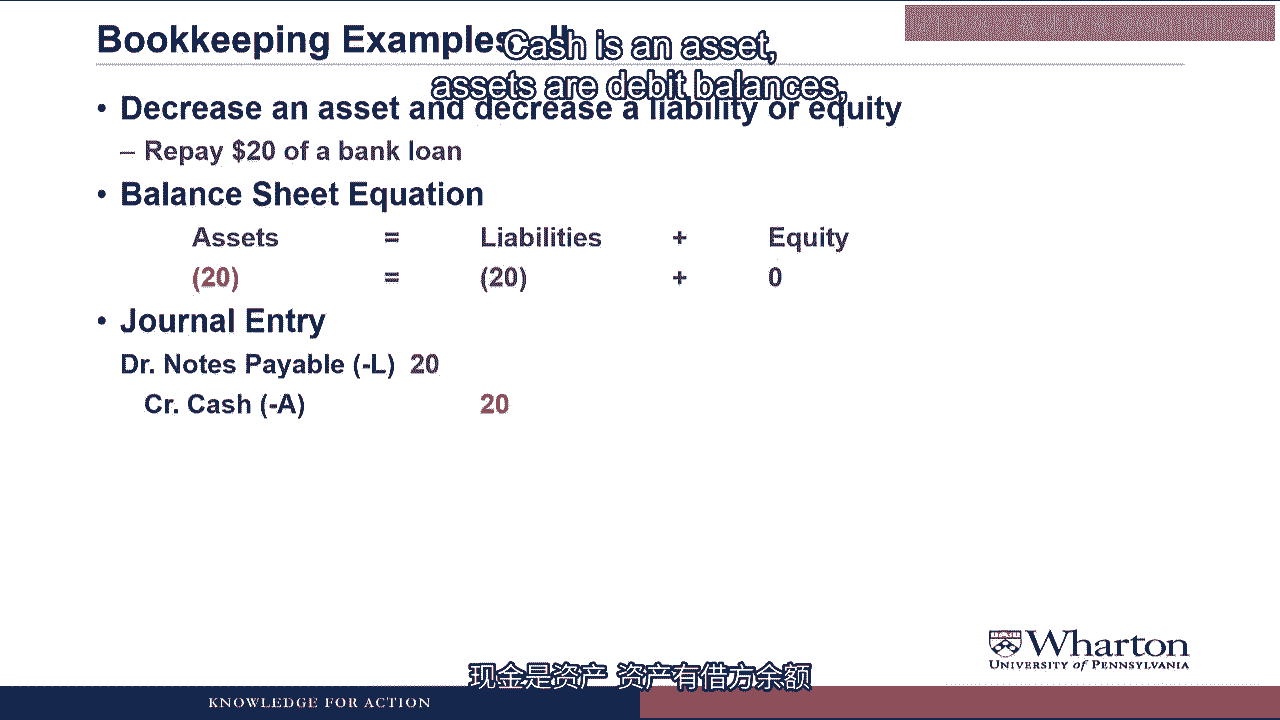 Bookkeeping Examples II
Cash is an asset,
assets are debit balances,
• Decrease an asset and decrease a liability or equity
– Repay $20 of a bank loan
• Balance Sheet Equation
Assets = Liabilities + Equity
(20) = (20) + 0
• Journal Entry
Dr. Notes Payable (-L) 20
Cr. Cash (-A) 20
Wharton
UNIVERSITY of PENNSYLVANIA
现金是资产 资产有借方余额
KNOWLEDGE FOR ACTION